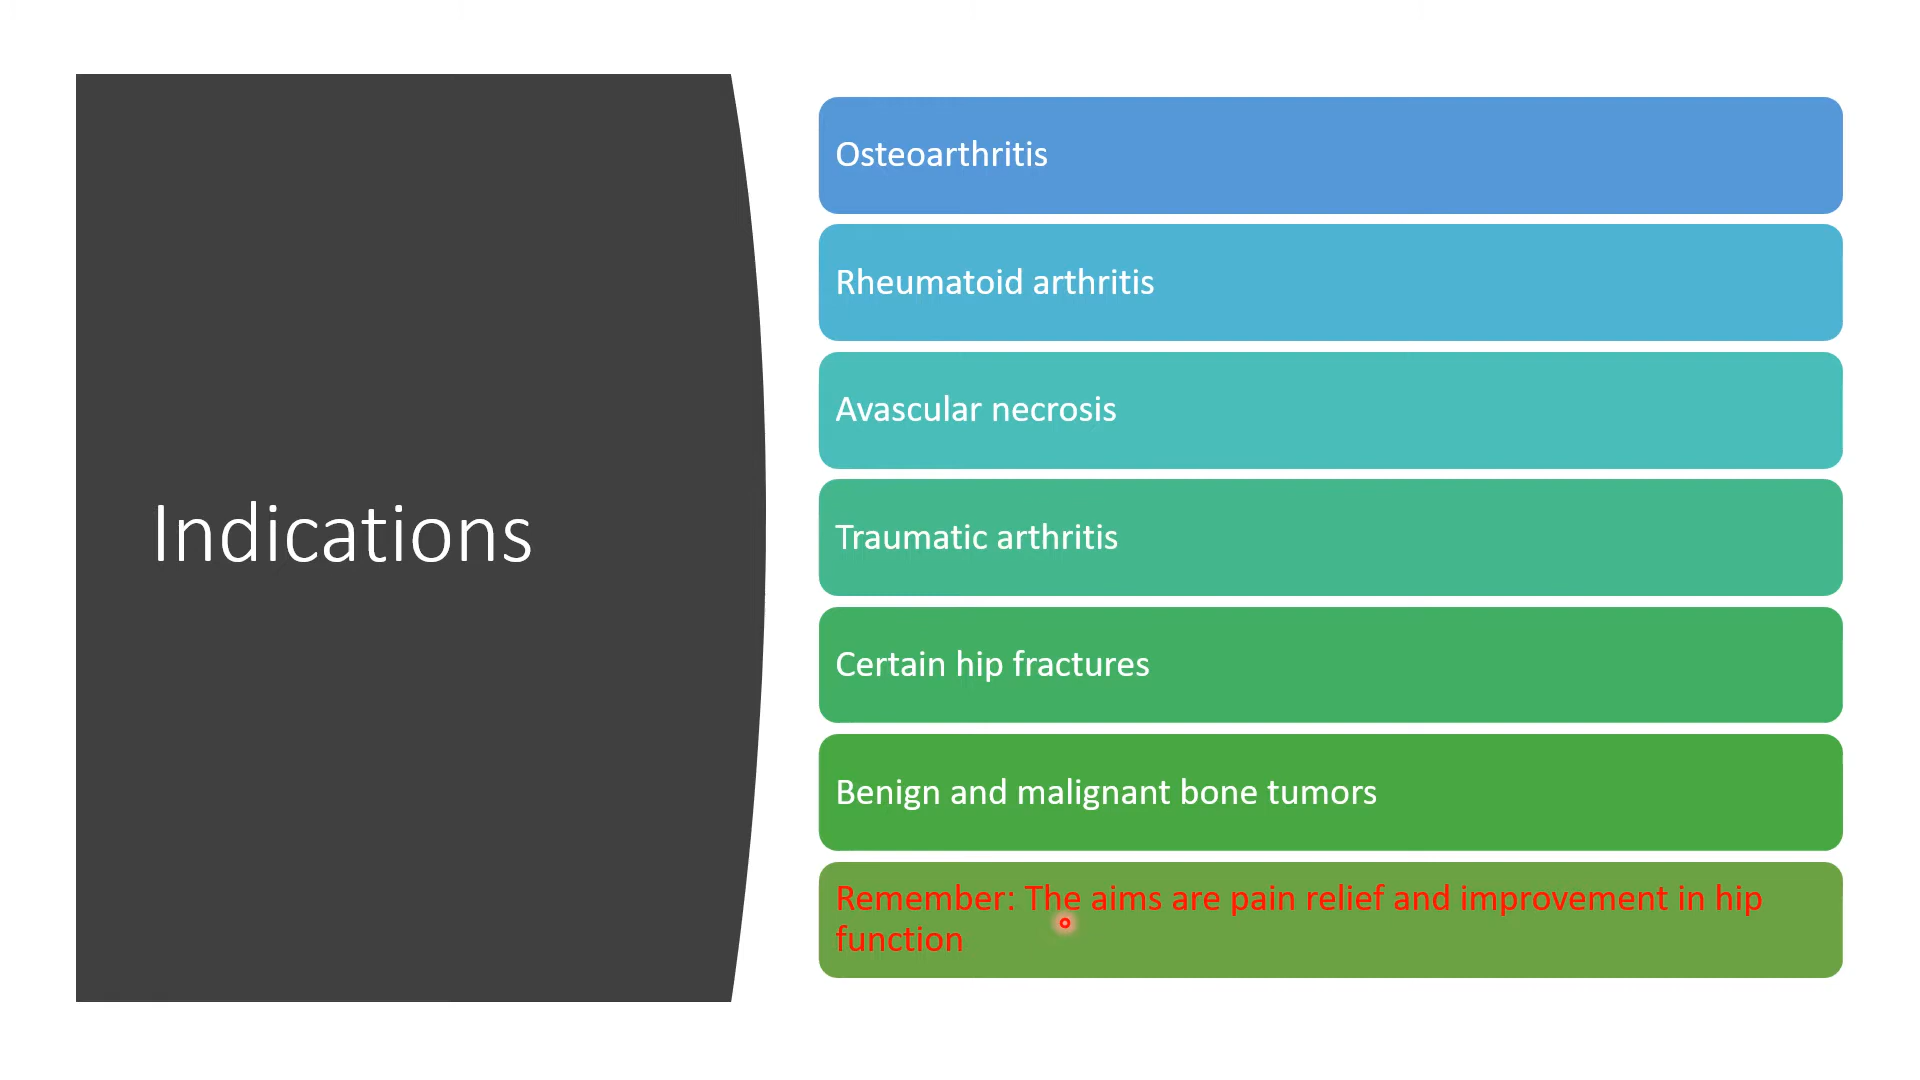 Indications
Osteoarthritis
Rheumatoid arthritis
Avascular necrosis
Traumatic arthritis
Certain hip fractures
Benign and malignant bone tumors
Remember: The aims are pain relief and improvement in hip
function